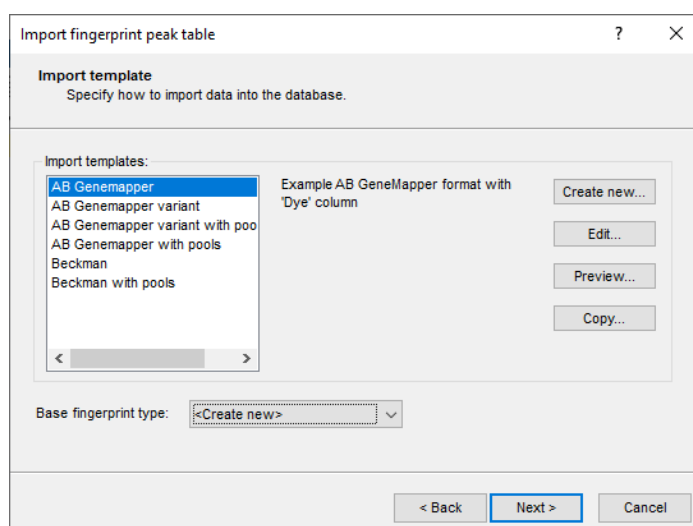 Import fingerprint peak table
Import template
Specify how to import data into the database.
Import templates:
AB Genemapper
AB Genemapper variant
AB Genemapper variant with poo
AB Genemapper with pools
Beckman
Beckman with pools
Example AB GeneMapper format with
'Dye' column
Create new...
Edit...
Preview...
Copy...
Base fingerprint type:
<Create new>
< Back
Next >
Cancel